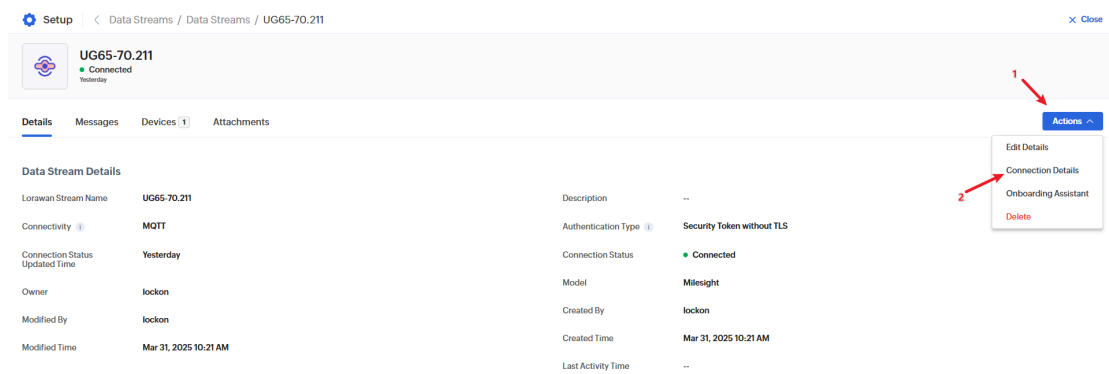 Setup < Data Streams / Data Streams / UG65-70.211
× Close
UG65-70.211
Connected
Yesterday
1
Details Messages Devices 1 Attachments
Actions
Edit Details
Connection Details
Onboarding Assistant
Delete
2
Data Stream Details
Lorawan Stream Name UG65-70.211
Description --
Connectivity i MQTT
Authentication Type i Security Token without TLS
Connection Status
Updated Time
Yesterday
Connection Status Connected
Owner lockon
Model Milesight
Modified By lockon
Created By lockon
Modified Time Mar 31, 2025 10:21 AM
Created Time Mar 31, 2025 10:21 AM
Last Activity Time --